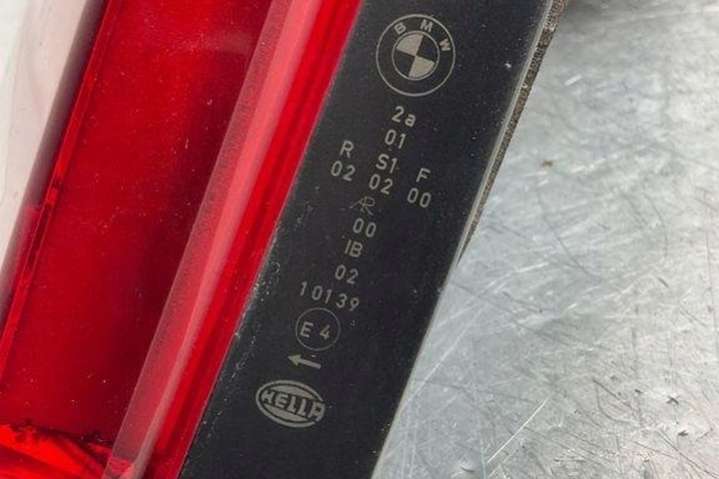 BMW
2a
01
R S1 F
02 02 00
AR
00
IB
02
10139
E4
HELLA